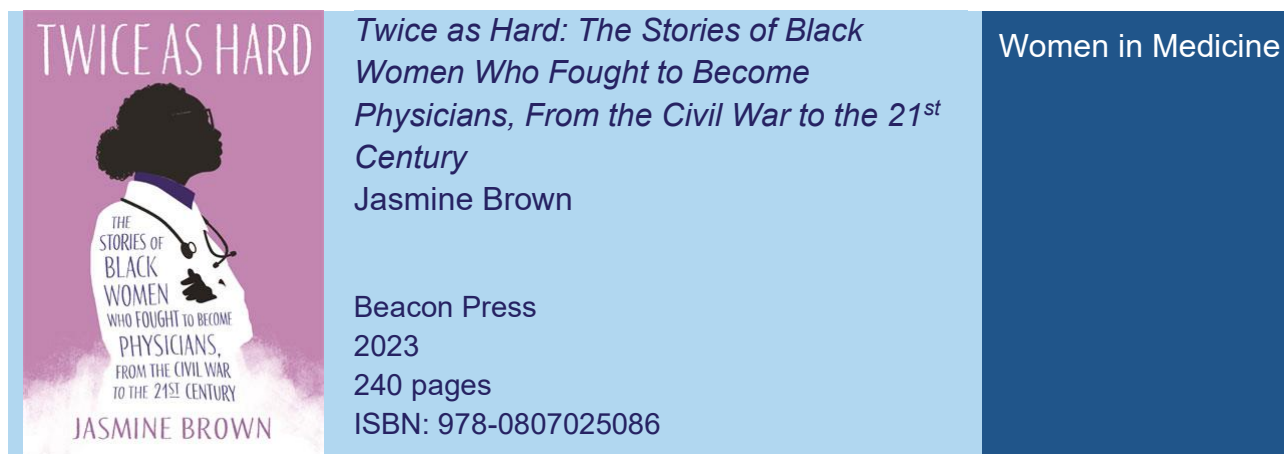 TWICE AS HARD
THE
STORIES OF
BLACK
WOMEN
WHO FOUGHT TO BECOME
PHYSICIANS,
FROM THE CIVIL WAR
TO THE 21ST CENTURY
JASMINE BROWN
Twice as Hard: The Stories of Black
Women Who Fought to Become
Physicians, From the Civil War to the 21st
Century
Jasmine Brown
Beacon Press
2023
240 pages
ISBN: 978-0807025086
Women in Medicine